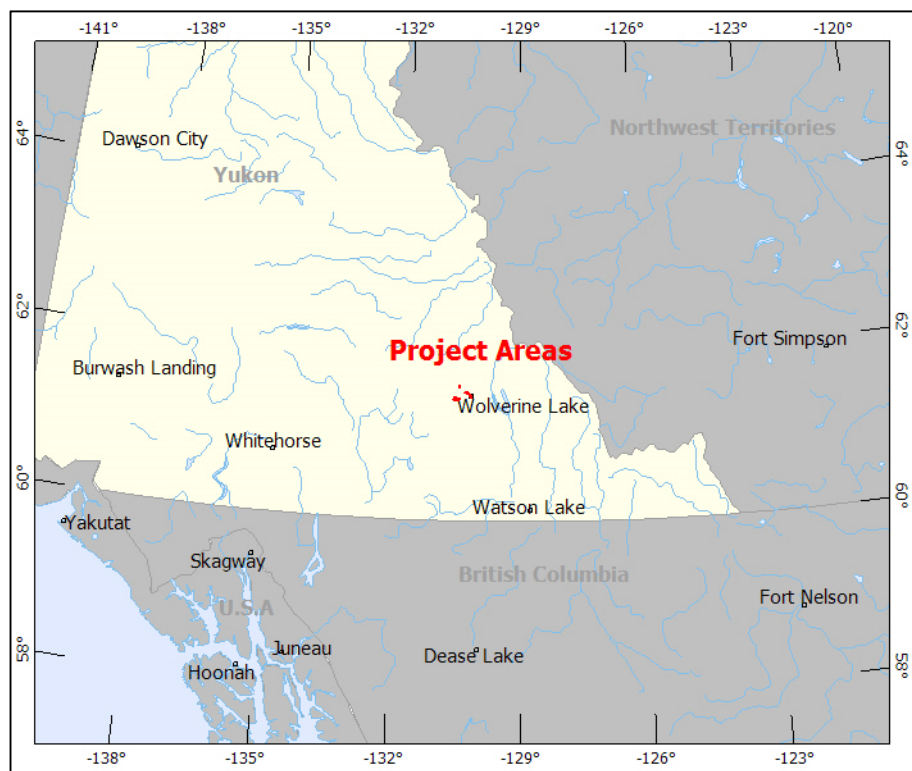 -141° -138° -135° -132° -129° -126° -123° -120°
64°
Dawson City
Northwest Territories
64°
Yukon
62°
62°
Project Areas
Fort Simpson
Burwash Landing
Wolverine Lake
Whitehorse
60°
60°
Watson Lake
Yakutat
Skagway
British Columbia
Fort Nelson
U.S.A
58°
Juneau
Dease Lake
58°
Hoonah
-138° -135° -132° -129° -126° -123°